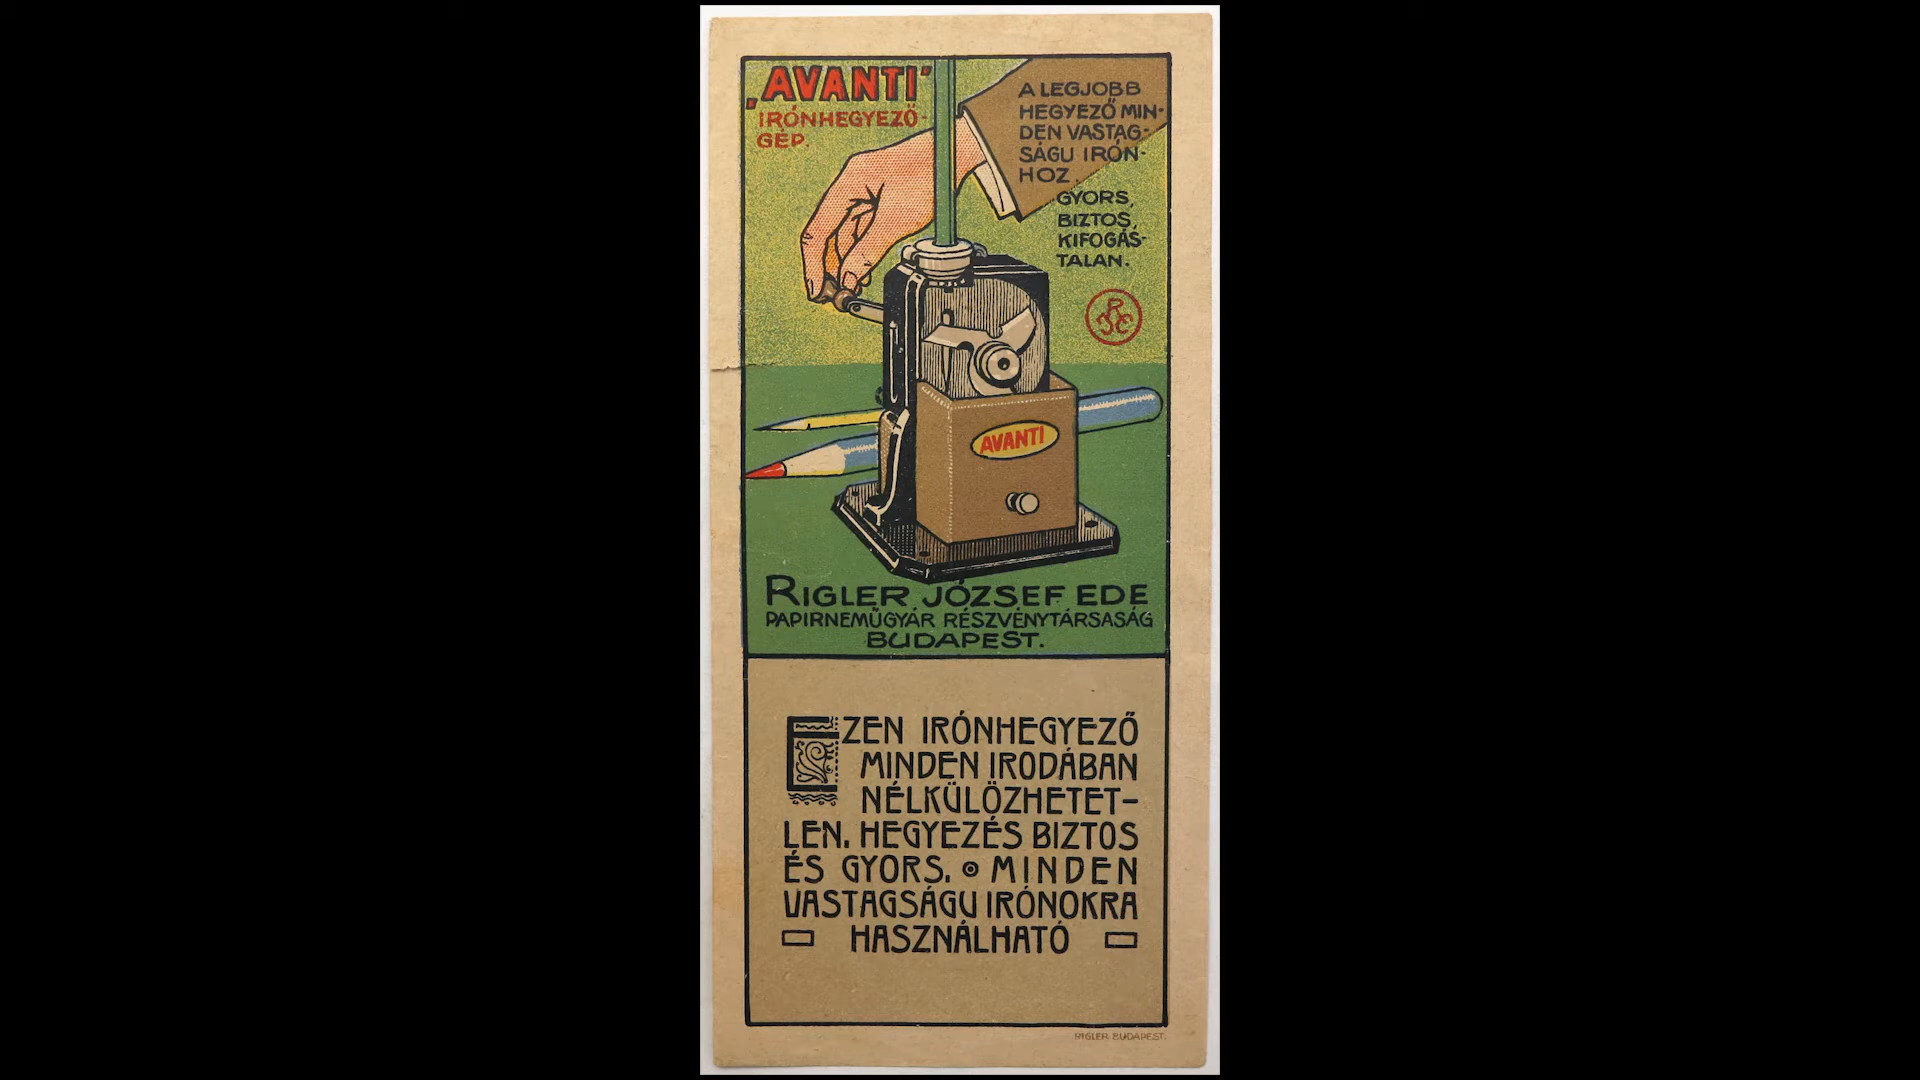 „AVANTI"
IRÓNHEGYEZŐ-
GÉP.
A LEGJOBB
HEGYEZŐ MIN-
DEN VASTAG-
SÁGU IRÓN-
HOZ.
GYORS,
BIZTOS,
KIFOGÁS-
TALAN.
RJE
AVANTI
RIGLER JÓZSEF EDE
PAPIRNEMŰGYÁR RÉSZVÉNYTÁRSASÁG
BUDAPEST.
EZEN IRÓNHEGYEZŐ
MINDEN IRODÁBAN
NÉLKÜLÖZHETET-
LEN. HEGYEZÉS BIZTOS
ÉS GYORS. MINDEN
VASTAGSÁGU IRÓNOKRA
HASZNÁLHATÓ
RIGLER BUDAPEST.